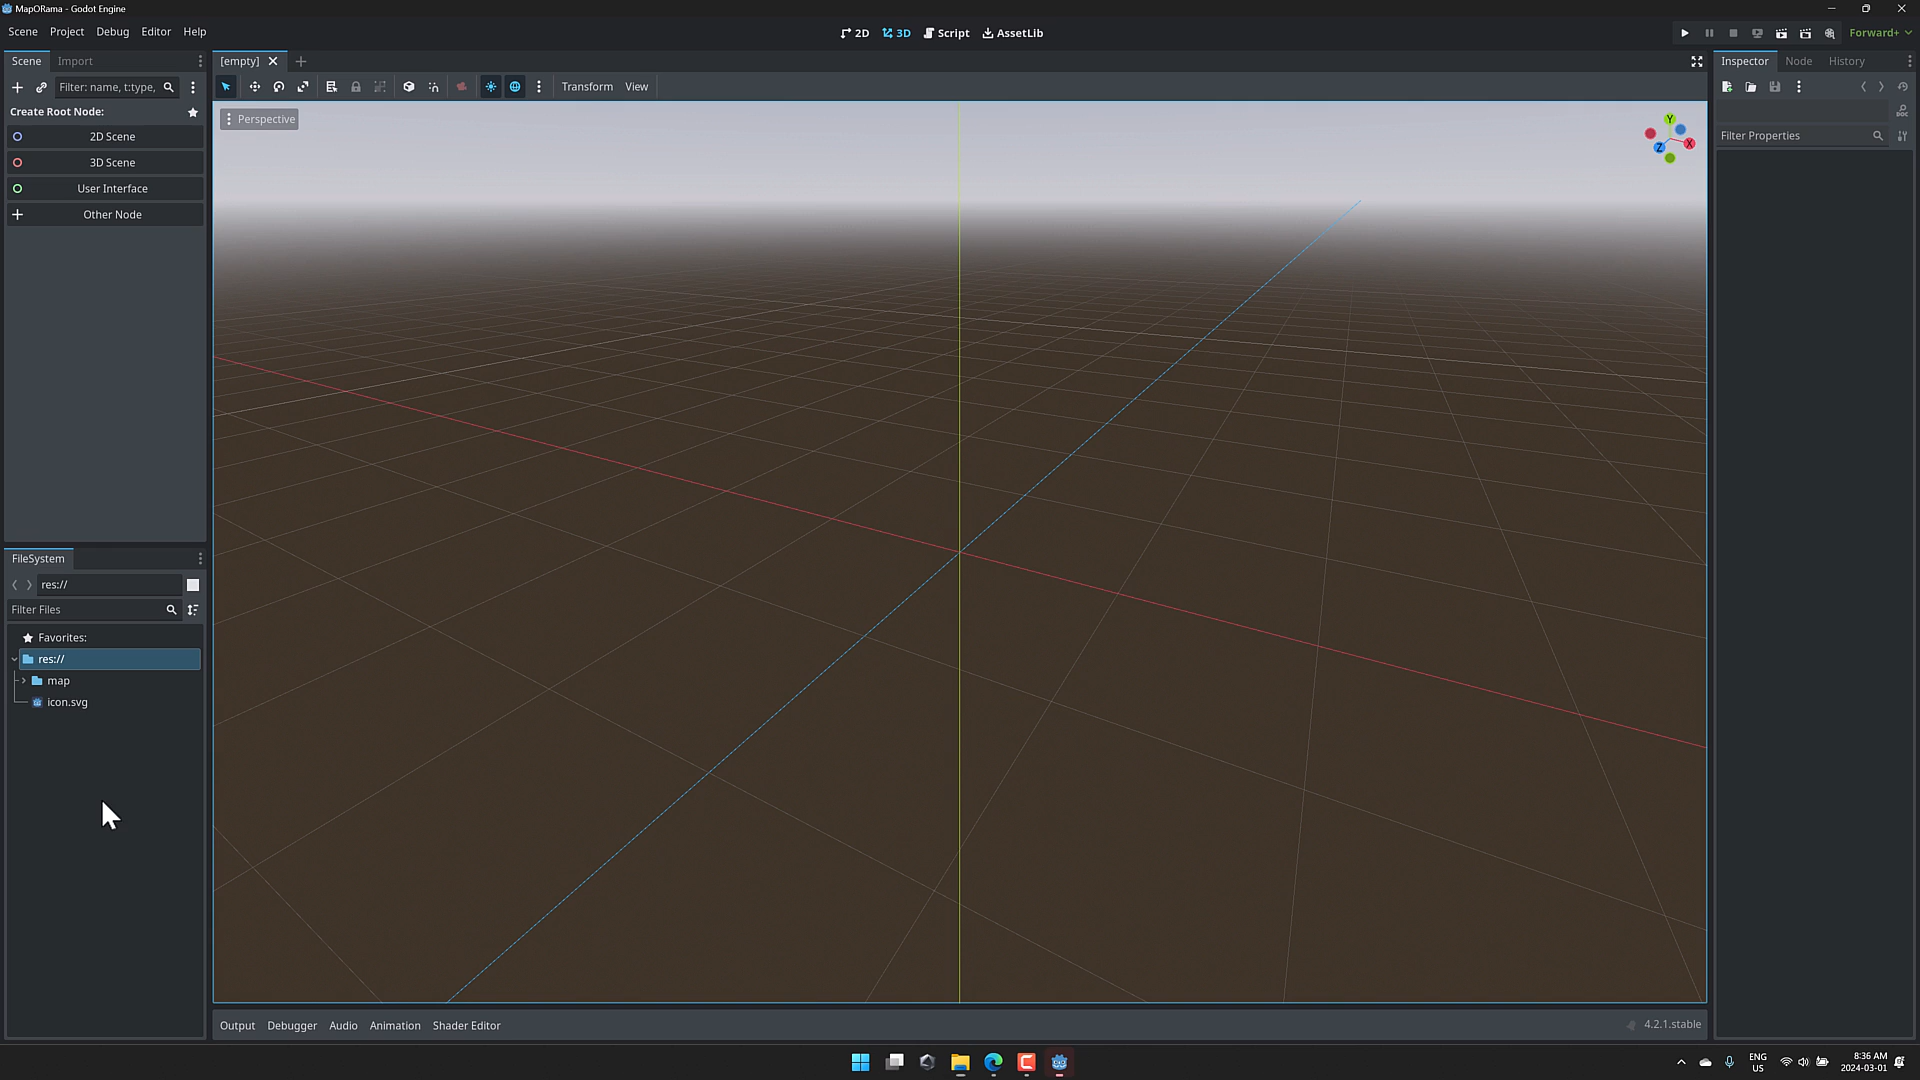 MapORama - Godot Engine
Scene Project Debug Editor Help
2D 3D Script AssetLib
Forward+
Scene Import
[empty]
Inspector Node History
Filter: name, t:type,
Transform View
Create Root Node:
2D Scene
3D Scene
User Interface
Other Node
Perspective
Y
X
Z
DOC
Filter Properties
FileSystem
res://
Filter Files
Favorites:
res://
map
icon.svg
Output Debugger Audio Animation Shader Editor
4.2.1.stable
ENG
US
8:36 AM
2024-03-01